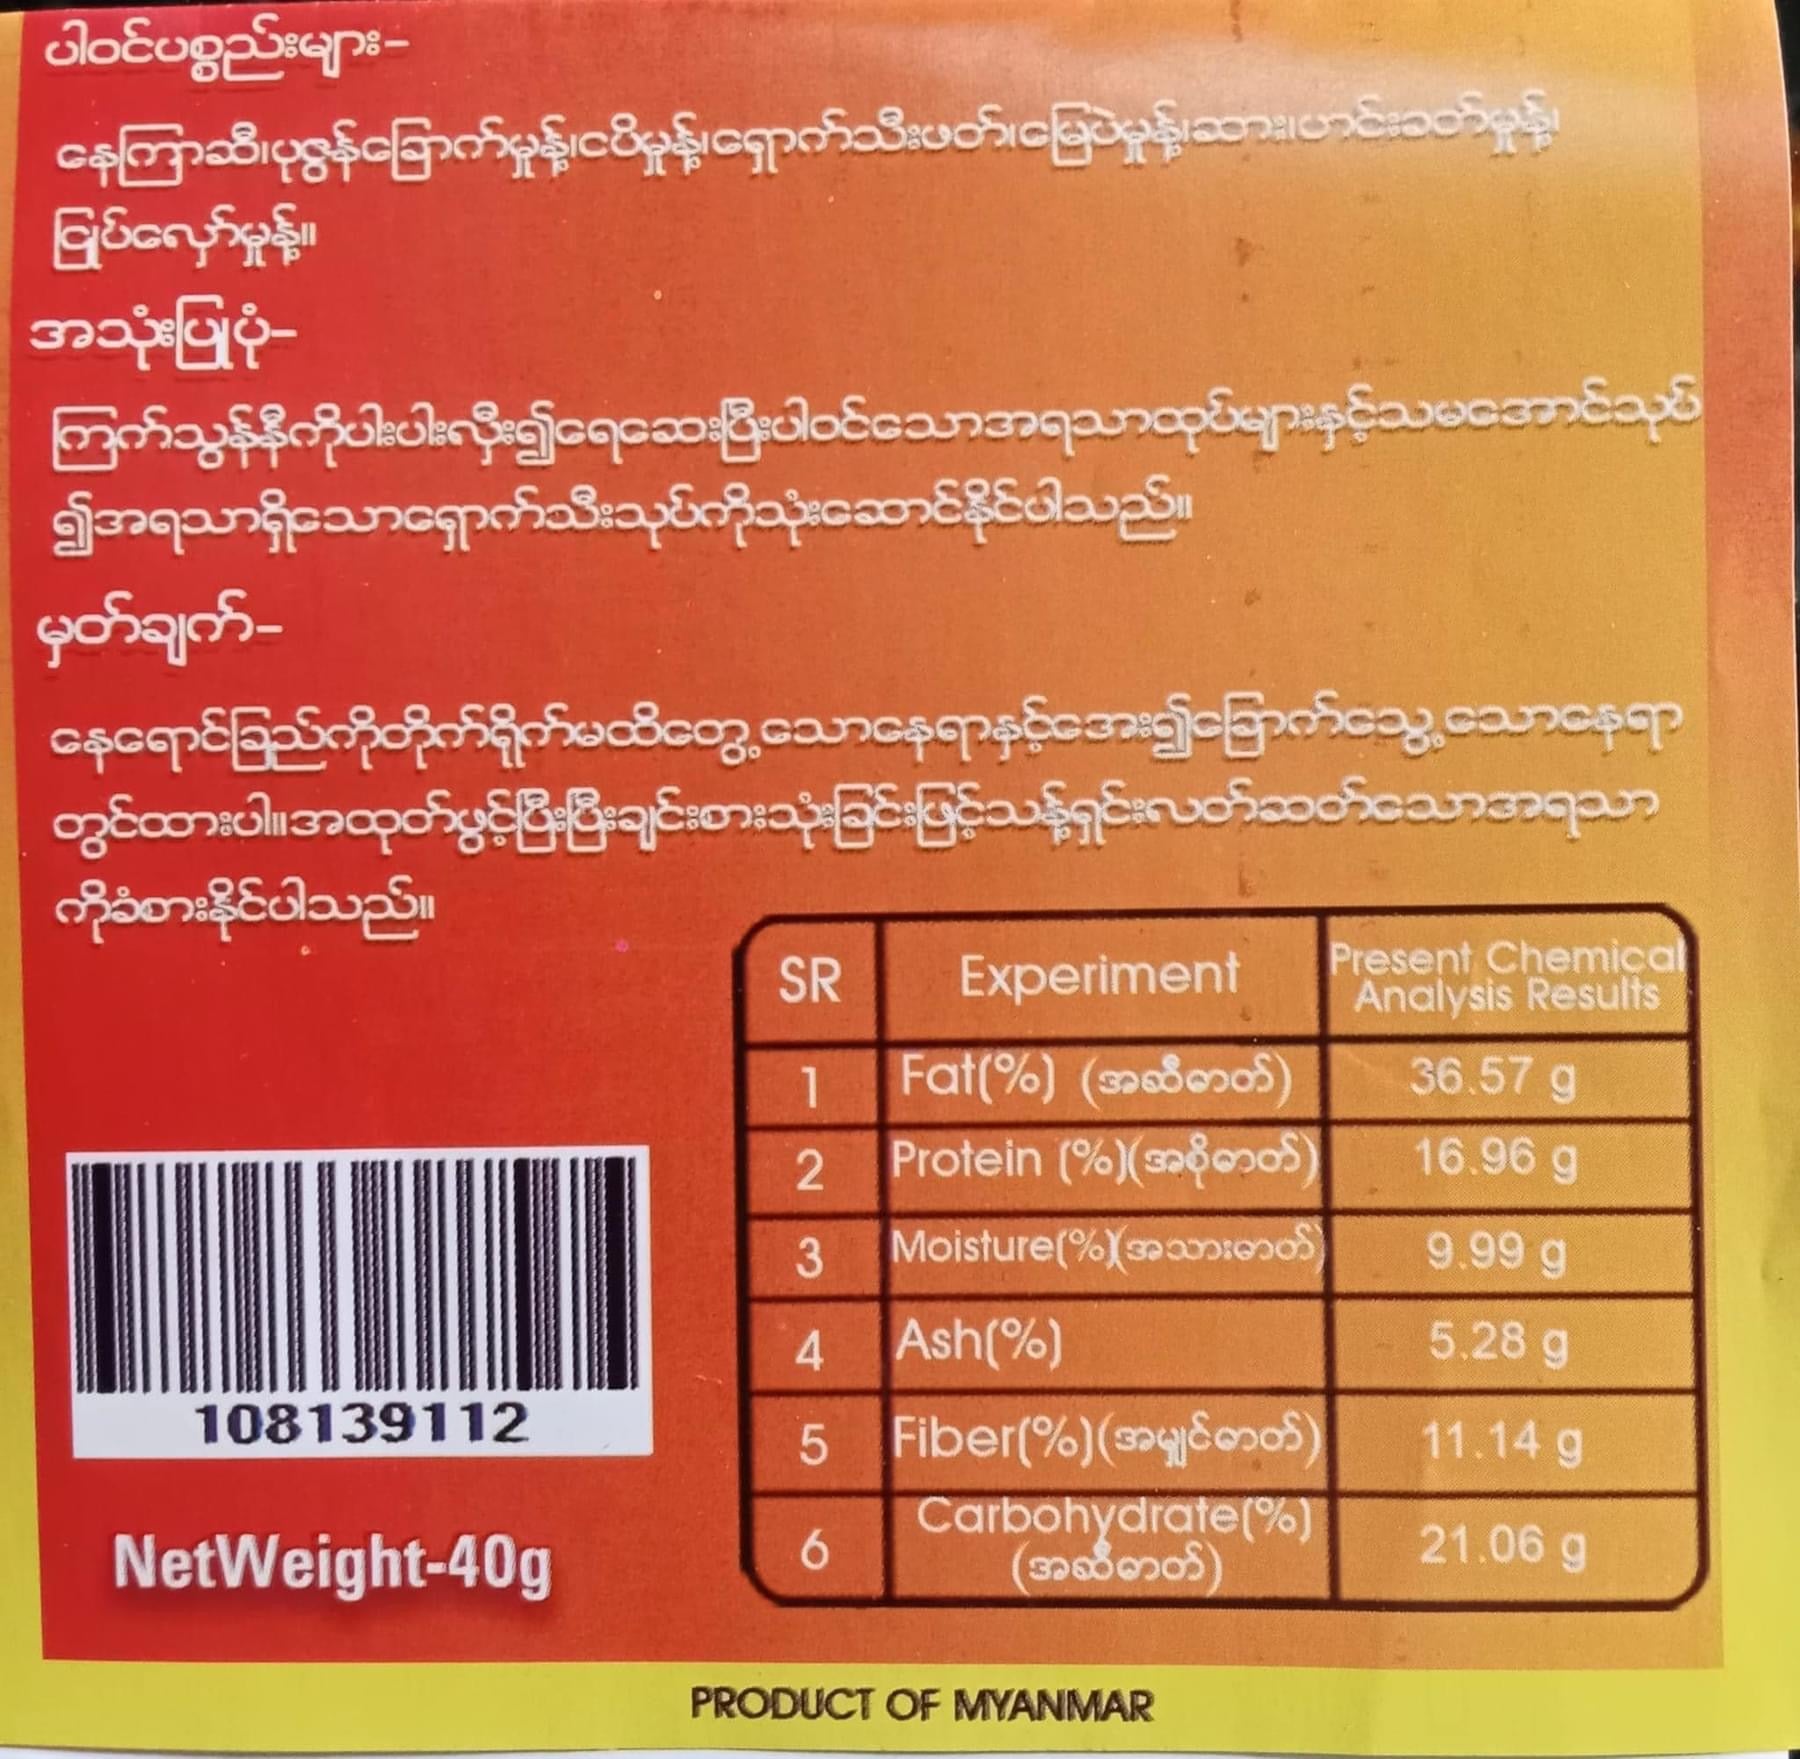 ပါဝင်ပစ္စည်းများ-
နေကြာဆီ၊ပုဇွန်ခြောက်မှုန့်၊ငပိမှုန့်၊ရှောက်သီးဖတ်၊မြေပဲမှုန့်၊ဆား၊ဟင်းခတ်မှုန့်၊
ငြုပ်လှော်မှုန့်။
အသုံးပြုပုံ-
ကြက်သွန်နီကိုပါးပါးလှီး၍ရေဆေးပြီးပါဝင်သောအရသာထုပ်များနှင့်သမအောင်သုပ်
၍အရသာရှိသောရှောက်သီးသုပ်ကိုသုံးဆောင်နိုင်ပါသည်။
မှတ်ချက်-
နေရောင်ခြည်ကိုတိုက်ရိုက်မထိတွေ့သောနေရာနှင့်အေး၍ခြောက်သွေ့သောနေရာ
တွင်ထားပါ။အထုတ်ဖွင့်ပြီးပြီးချင်းစားသုံးခြင်းဖြင့်သန့်ရှင်းလတ်ဆတ်သောအရသာ
ကိုခံစားနိုင်ပါသည်။
SR Experiment Present Chemical Analysis Results
1 Fat(%) (အဆီဓာတ်) 36.57 g
2 Protein (%)(အစိုဓာတ်) 16.96 g
3 Moisture(%)(အသားဓာတ်) 9.99 g
4 Ash(%) 5.28 g
5 Fiber(%)(အမျှင်ဓာတ်) 11.14 g
6 Carbohydrate(%) (အဆီဓာတ်) 21.06 g
108139112
NetWeight-40g
PRODUCT OF MYANMAR